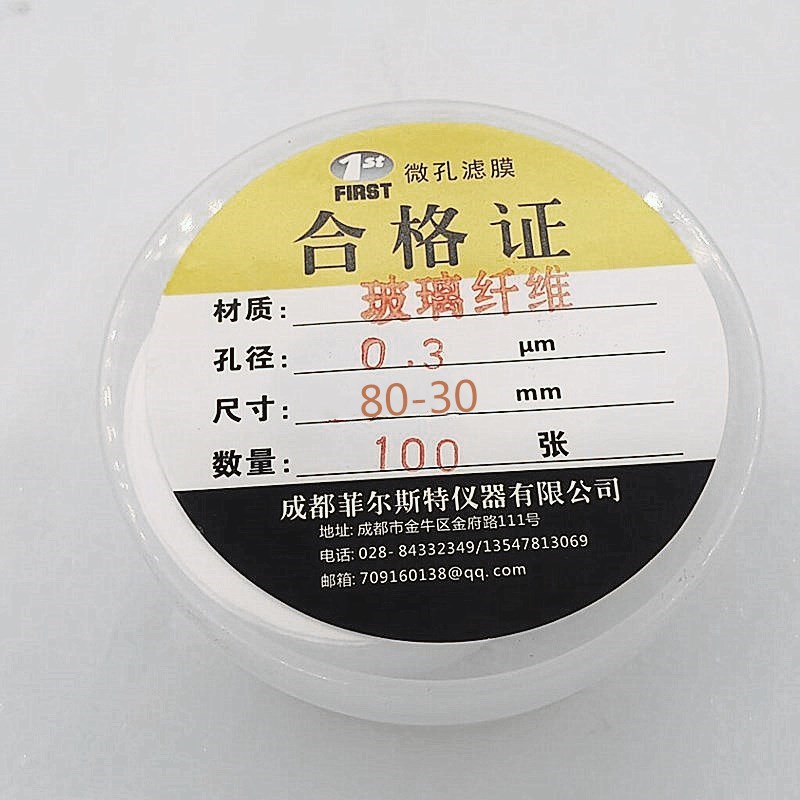 1st FIRST 微孔滤膜
合格证
材质: 玻璃纤维
孔径: 0.3 μm
尺寸: 80-30 mm
数量: 100 张
成都菲尔斯特仪器有限公司
地址: 成都市金牛区金府路111号
电话: 028- 84332349/13547813069
邮箱: 709160138@qq.com